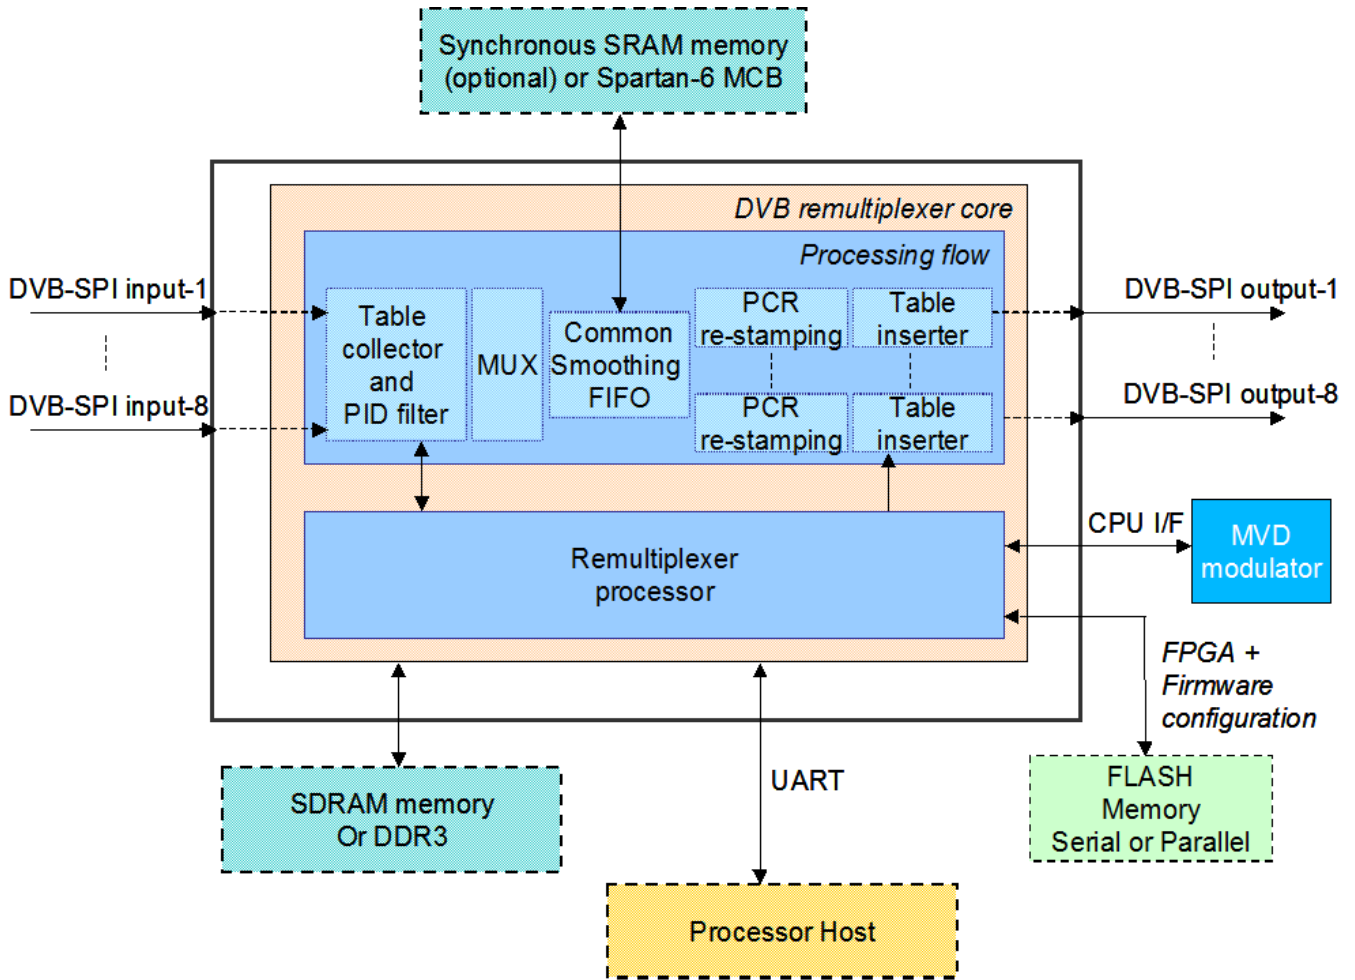 Synchronous SRAM memory
(optional) or Spartan-6 MCB
DVB remultiplexer core
Processing flow
DVB-SPI input-1
DVB-SPI input-8
Table
collector
and
PID filter
MUX
Common
Smoothing
FIFO
PCR
re-stamping
Table
inserter
PCR
re-stamping
Table
inserter
DVB-SPI output-1
DVB-SPI output-8
Remultiplexer
processor
CPU I/F
MVD
modulator
FPGA +
Firmware
configuration
SDRAM memory
Or DDR3
UART
FLASH
Memory
Serial or Parallel
Processor Host